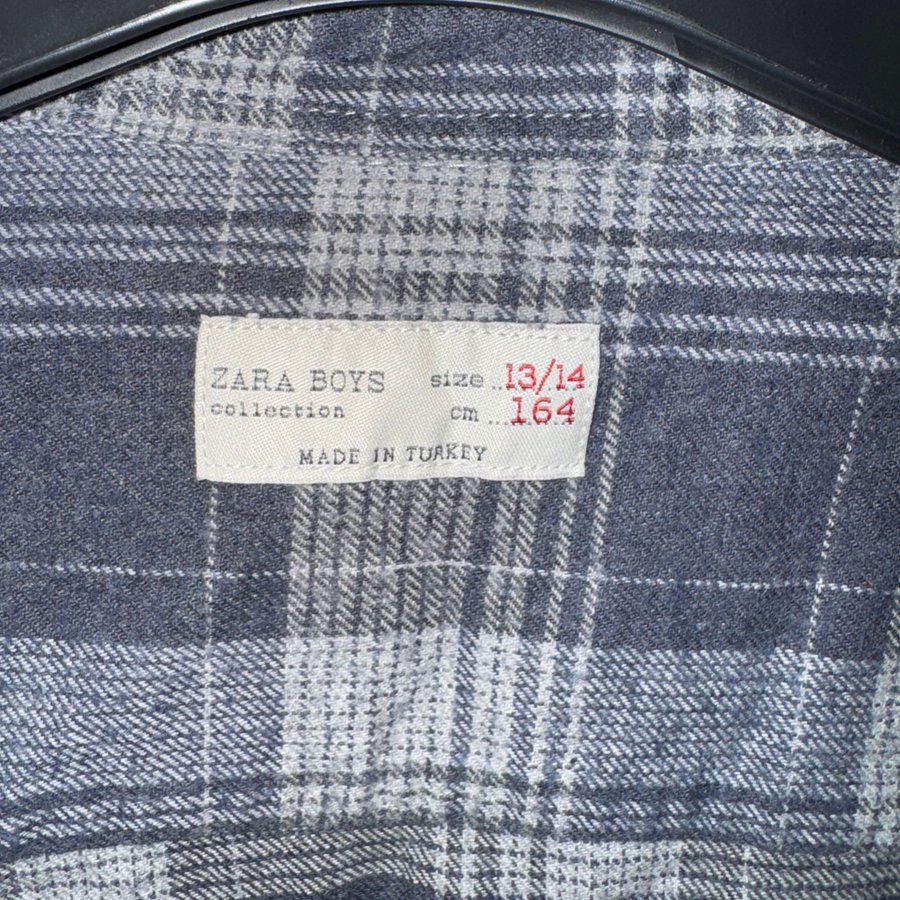 ZARA BOYS size .. 13/14
collection cm ... 164
MADE IN TURKEY